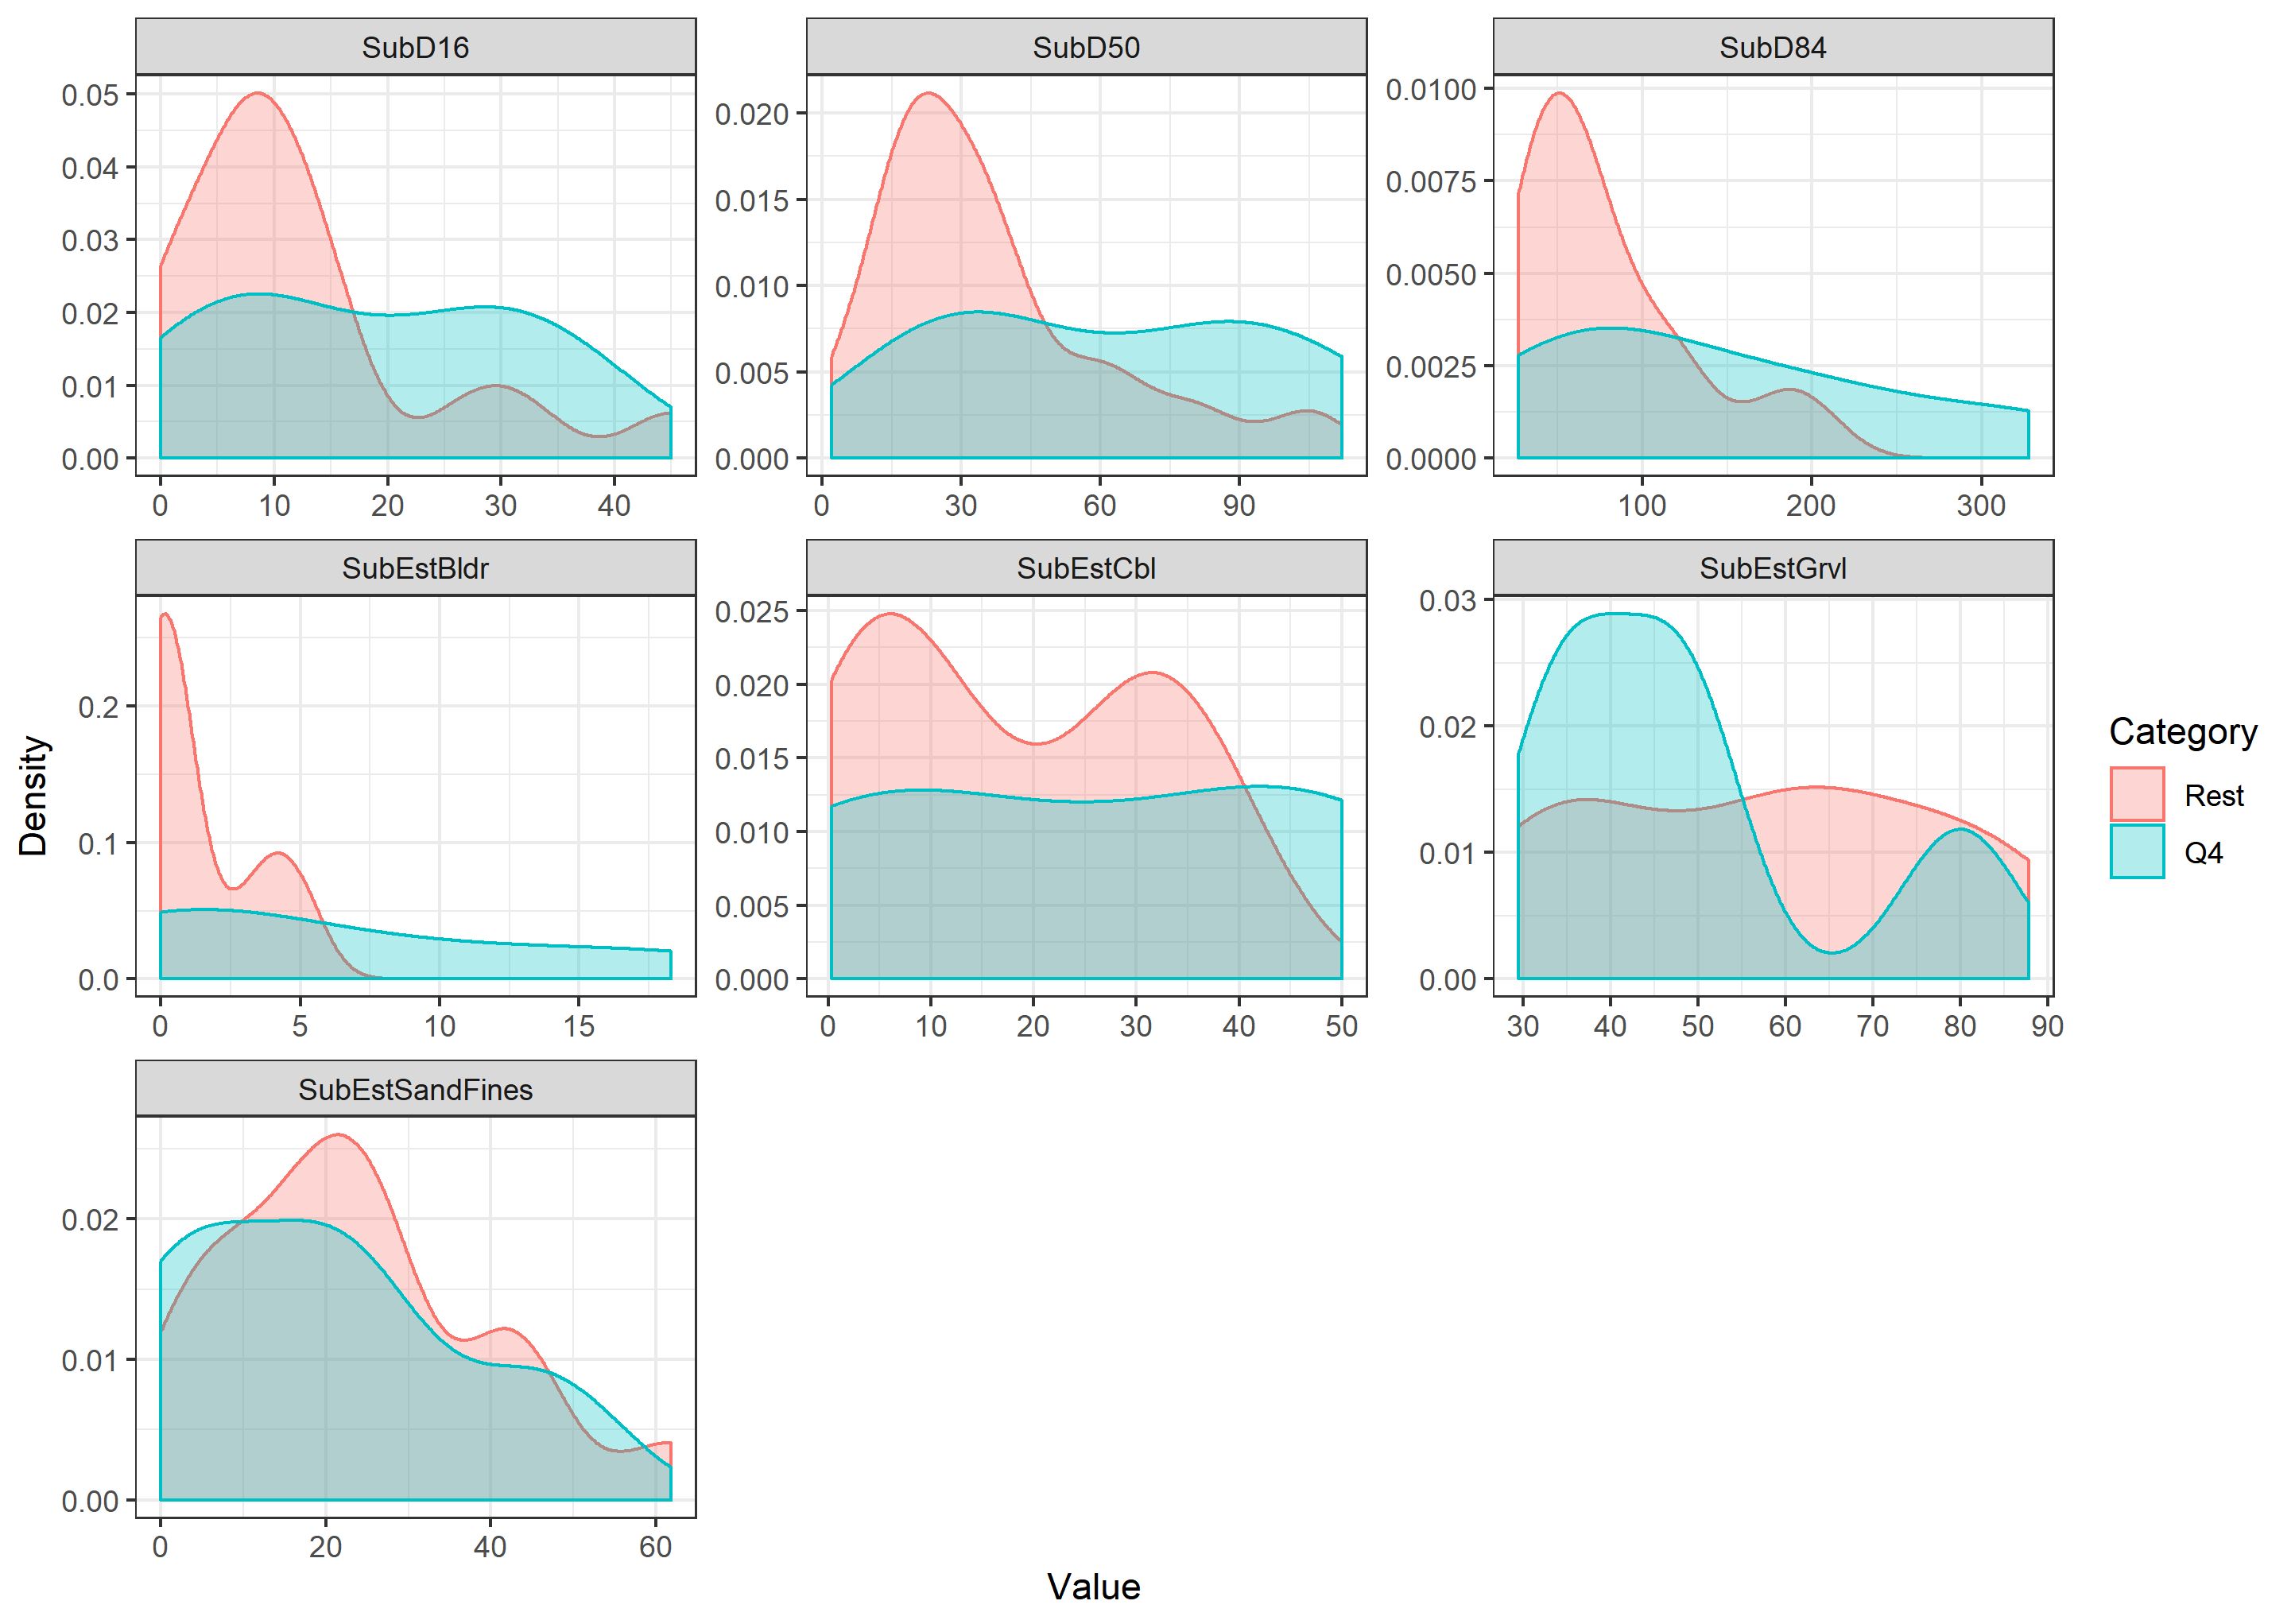 SubD16 SubD50 SubD84
0.05
0.04
0.03
0.02
0.01
0.00
0.020
0.015
0.010
0.005
0.000
0.0100
0.0075
0.0050
0.0025
0.0000
0 10 20 30 40
0 30 60 90
100 200 300
SubEstBldr SubEstCbl SubEstGrvl
0.2
0.1
0.0
0.025
0.020
0.015
0.010
0.005
0.000
0.03
0.02
0.01
0.00
0 5 10 15
0 10 20 30 40 50
30 40 50 60 70 80 90
SubEstSandFines
0.02
0.01
0.00
0 20 40 60
Density
Value
Category
Rest
Q4